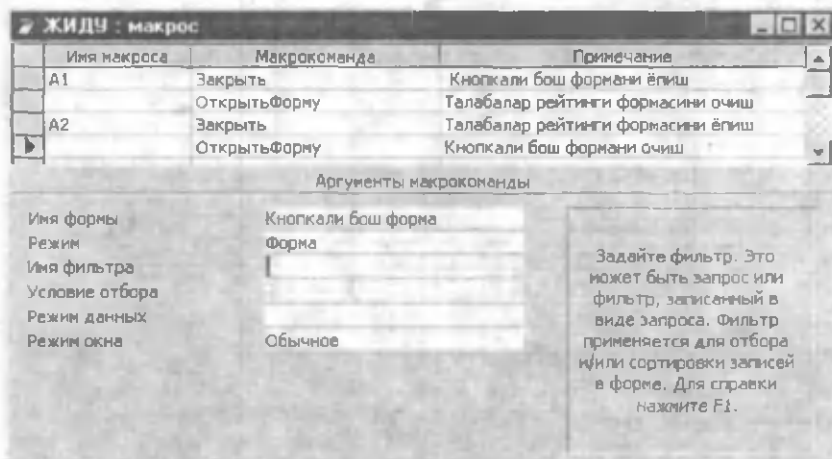 ЖИДУ : макрос
Имя макроса Макрокоманда Примечание
А1 Закрыть Кнопкали бош формани ёпиш
ОткрытьФорму Талабалар рейтинги формасини очиш
А2 Закрыть Талабалар рейтинги формасини ёпиш
ОткрытьФорму Кнопкали бош формани очиш
Аргументы макрокоманды
Имя формы Кнопкали бош форма
Режим Форма
Имя фильтра
Условие отбора
Режим данных
Режим окна Обычное
Задайте фильтр. Это
может быть запрос или
фильтр, записанный в
виде запроса. Фильтр
применяется для отбора
и/или сортировки записей
в форме. Для справки
нажмите F1.